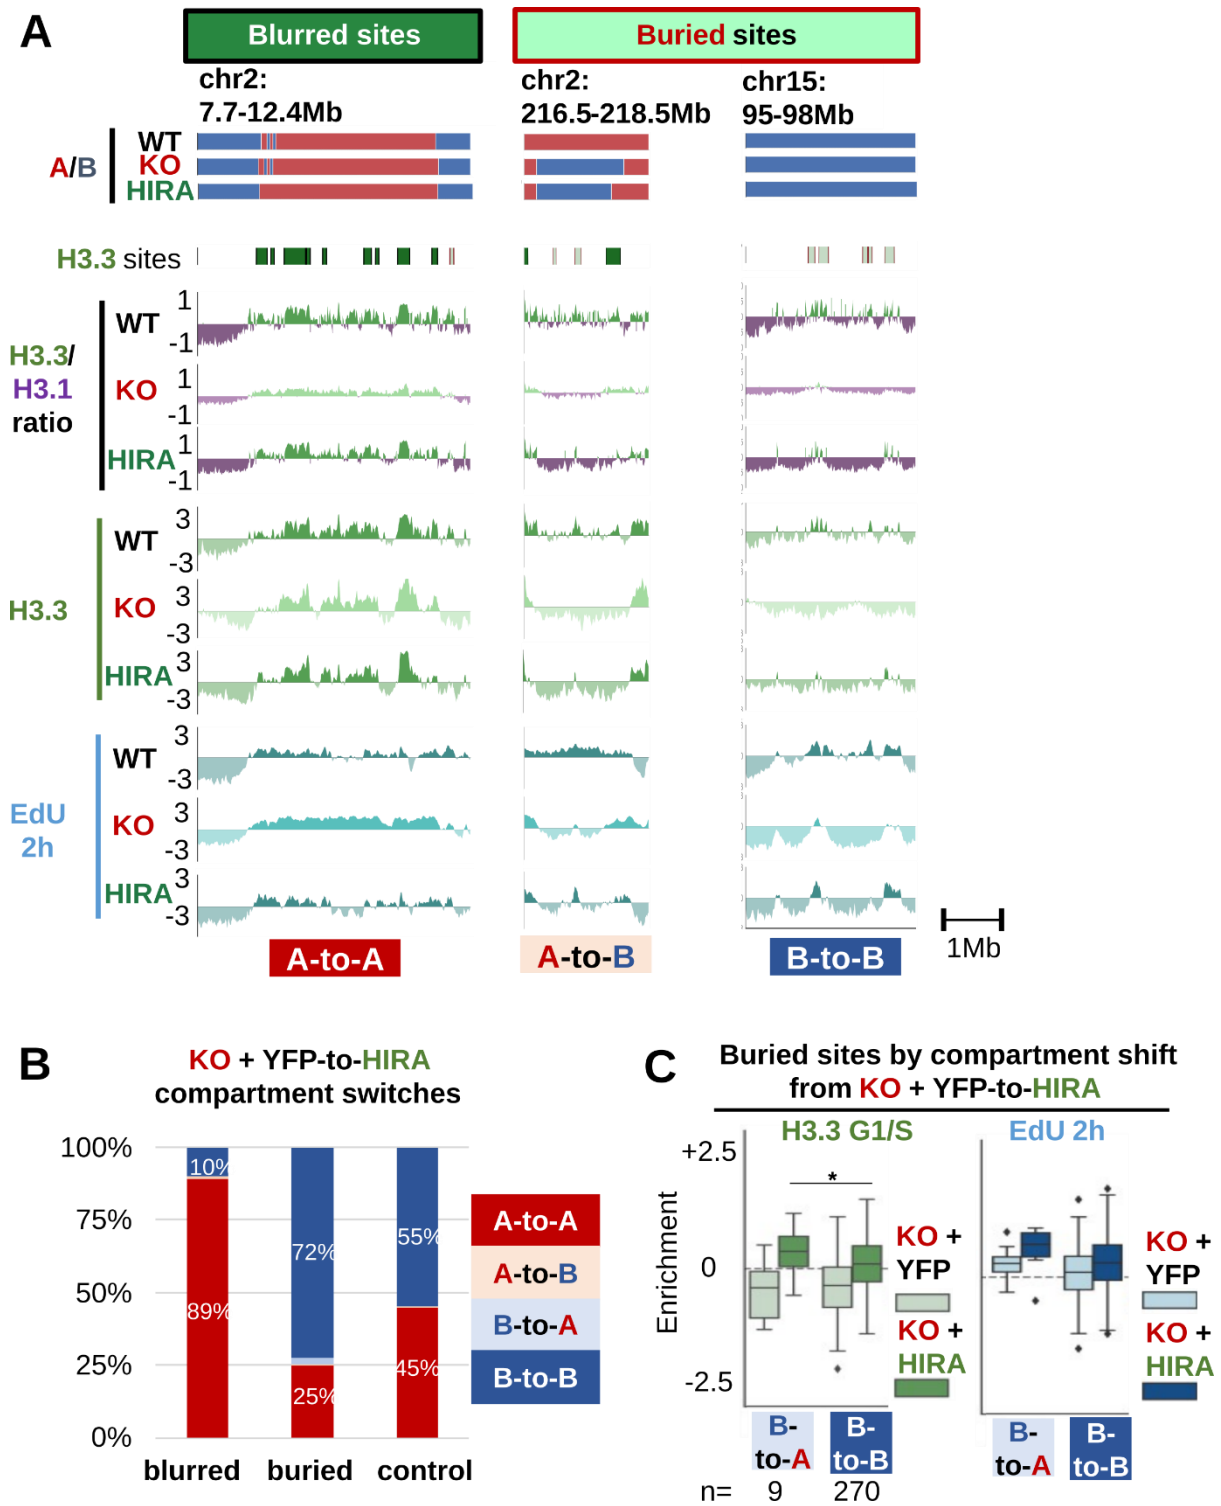 A
Blurred sites
Buried sites
chr2:
7.7-12.4Mb
chr2:
216.5-218.5Mb
chr15:
95-98Mb
A/B
WT
KO
HIRA
H3.3 sites
H3.3/
H3.1
ratio
WT
1
-1
KO
1
-1
HIRA
1
-1
H3.3
WT
3
-3
KO
3
-3
HIRA
3
-3
EdU
2h
WT
3
-3
KO
3
-3
HIRA
3
-3
A-to-A
A-to-B
B-to-B
1Mb
B
KO + YFP-to-HIRA
compartment switches
100%
75%
50%
25%
0%
10%
89%
72%
25%
55%
45%
blurred
buried
control
A-to-A
A-to-B
B-to-A
B-to-B
C
Buried sites by compartment shift
from KO + YFP-to-HIRA
H3.3 G1/S
EdU 2h
Enrichment
+2.5
0
-2.5
*
KO +
YFP
KO +
HIRA
KO +
YFP
KO +
HIRA
B-
to-A
B-
to-B
B-
to-A
B-
to-B
n= 9 270